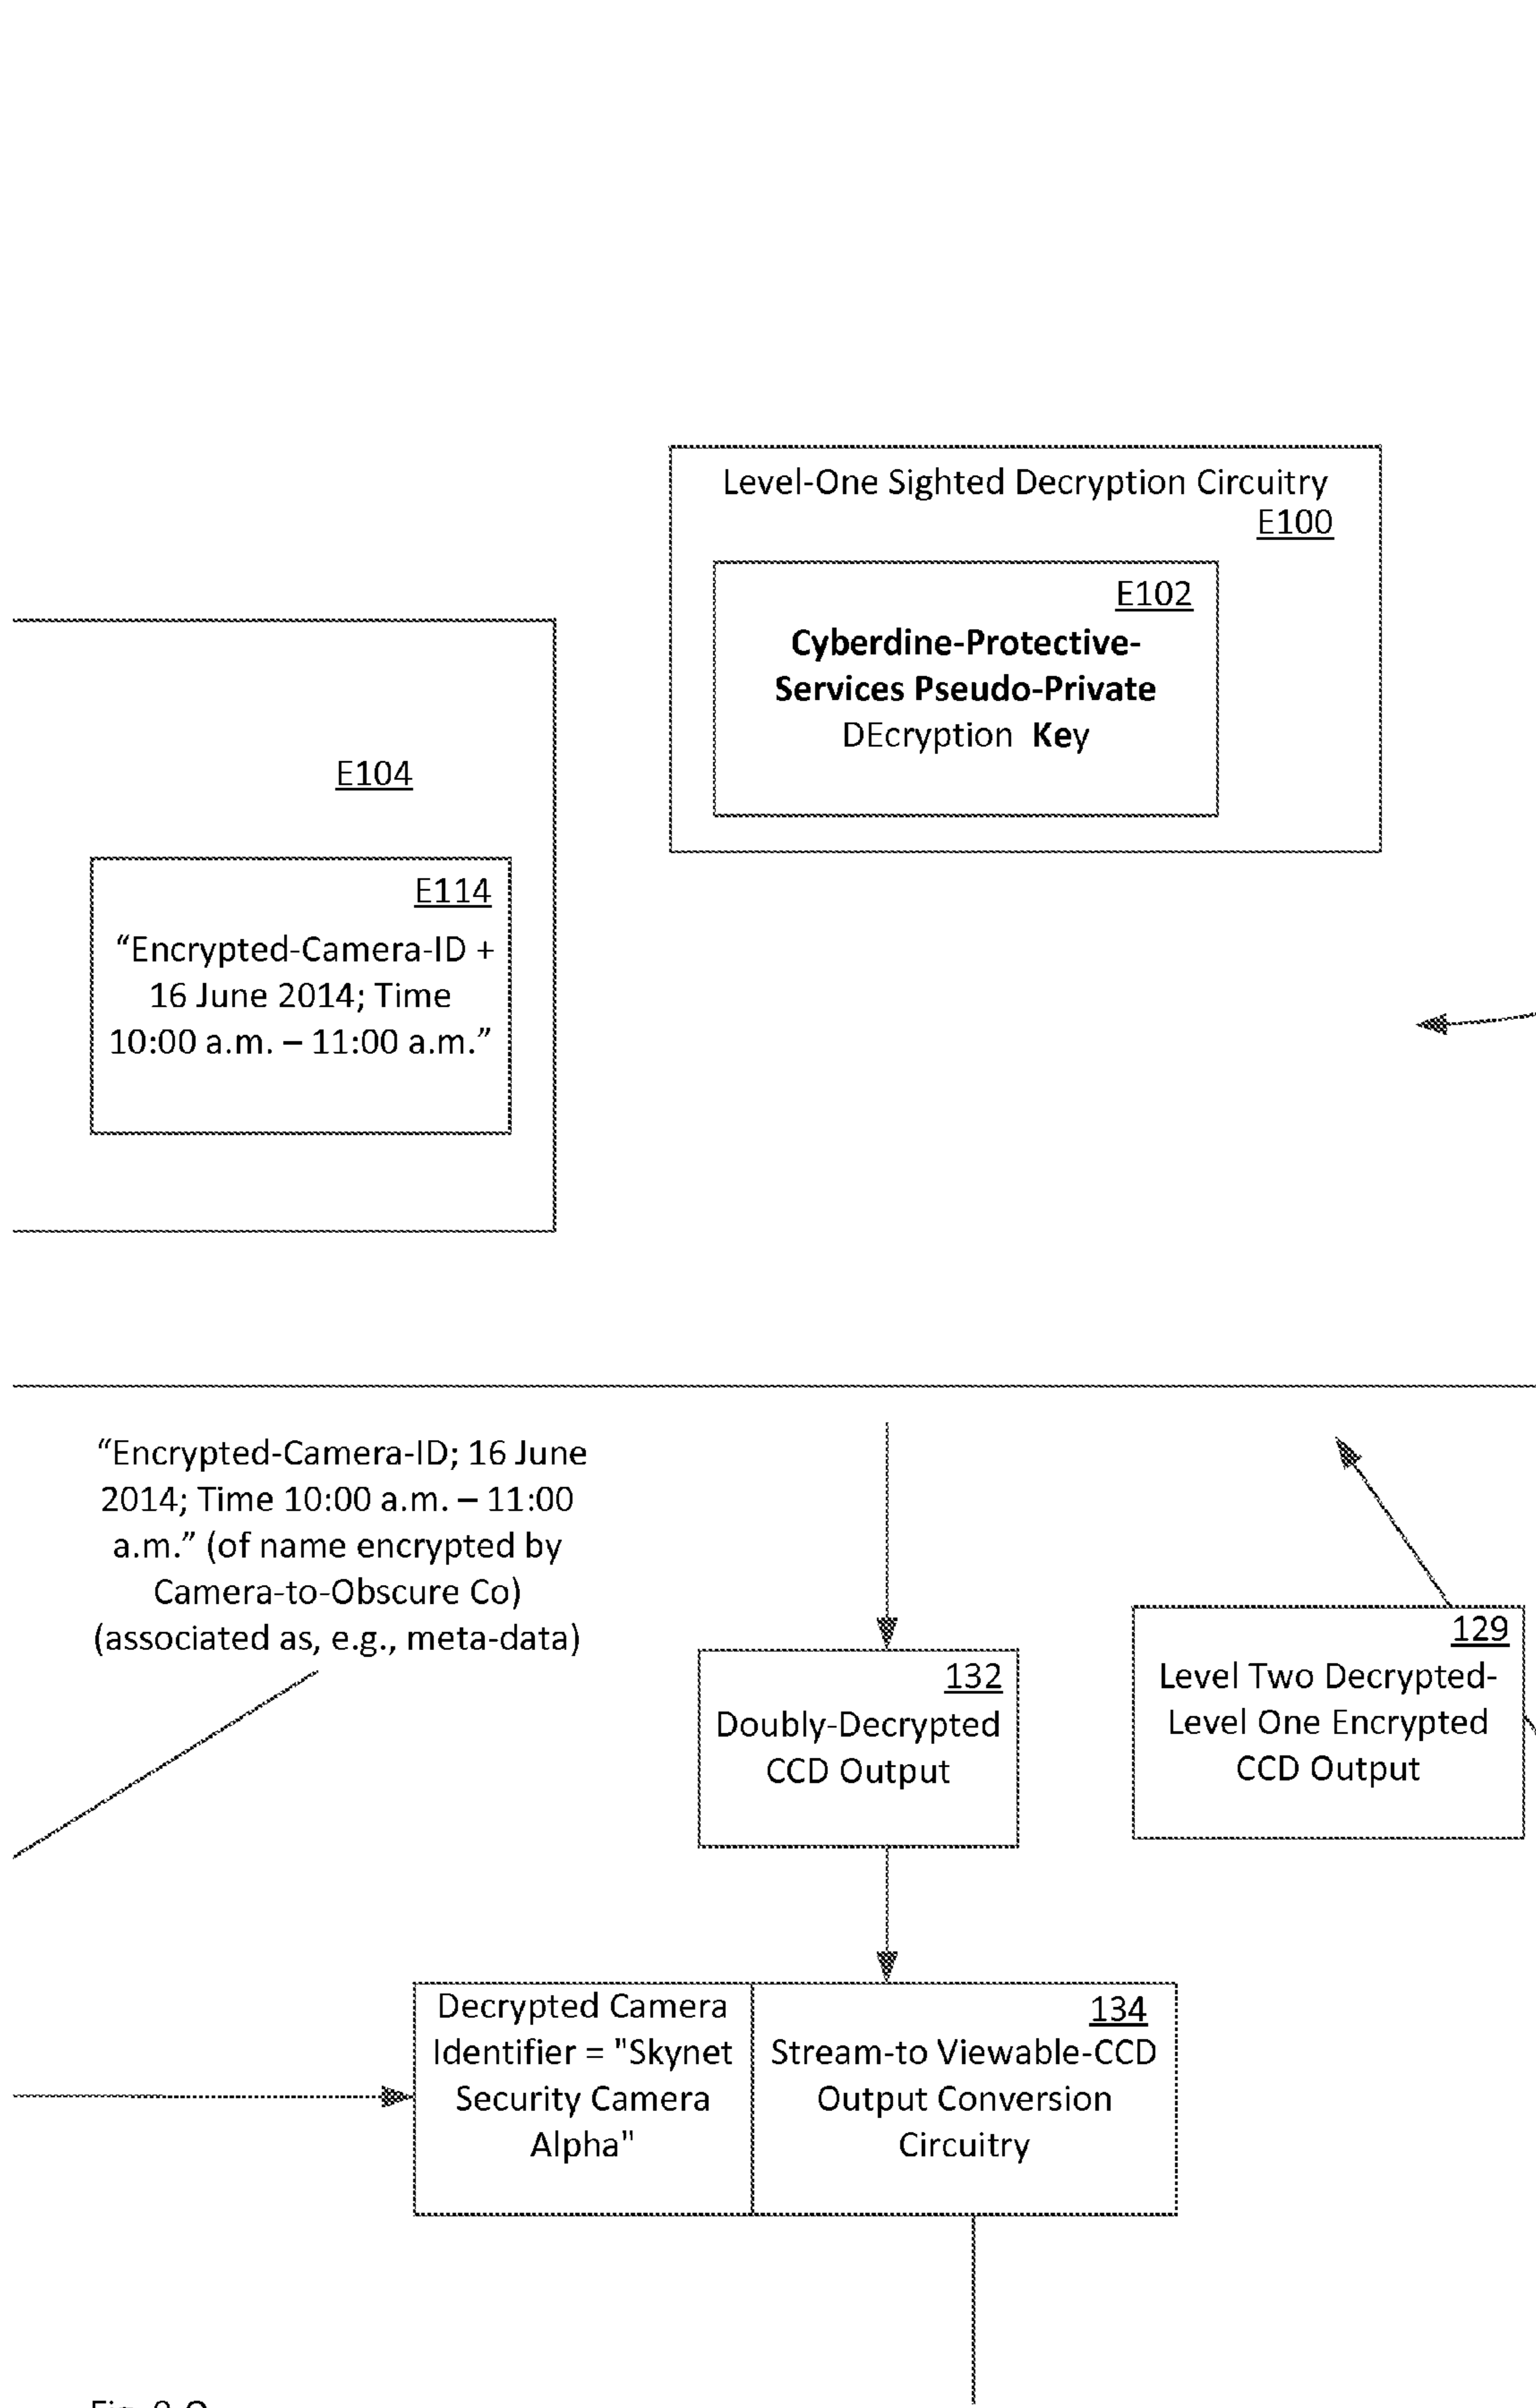 Level-One Sighted Decryption Circuitry
E100
E102
Cyberdine-Protective-
Services Pseudo-Private
DEcryption Key
E104
E114
“Encrypted-Camera-ID +
16 June 2014; Time
10:00 a.m. – 11:00 a.m.”
“Encrypted-Camera-ID; 16 June
2014; Time 10:00 a.m. – 11:00
a.m.” (of name encrypted by
Camera-to-Obscure Co)
(associated as, e.g., meta-data)
132
Doubly-Decrypted
CCD Output
129
Level Two Decrypted-
Level One Encrypted
CCD Output
Decrypted Camera
Identifier = "Skynet
Security Camera
Alpha"
134
Stream-to Viewable-CCD
Output Conversion
Circuitry